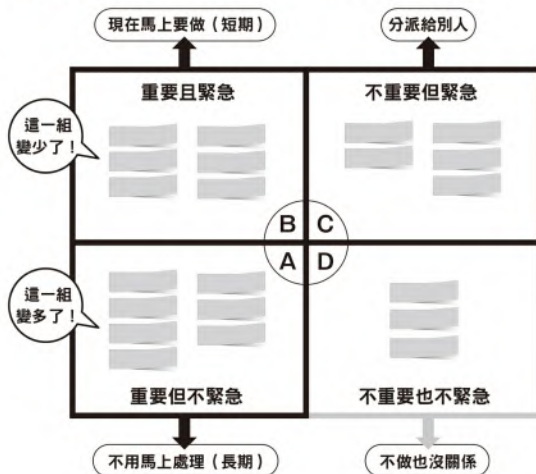 現在馬上要做（短期）
分派給別人
重要且緊急
不重要但緊急
這一組
變少了！
B
C
A
D
這一組
變多了！
重要但不緊急
不重要也不緊急
不用馬上處理（長期）
不做也沒關係